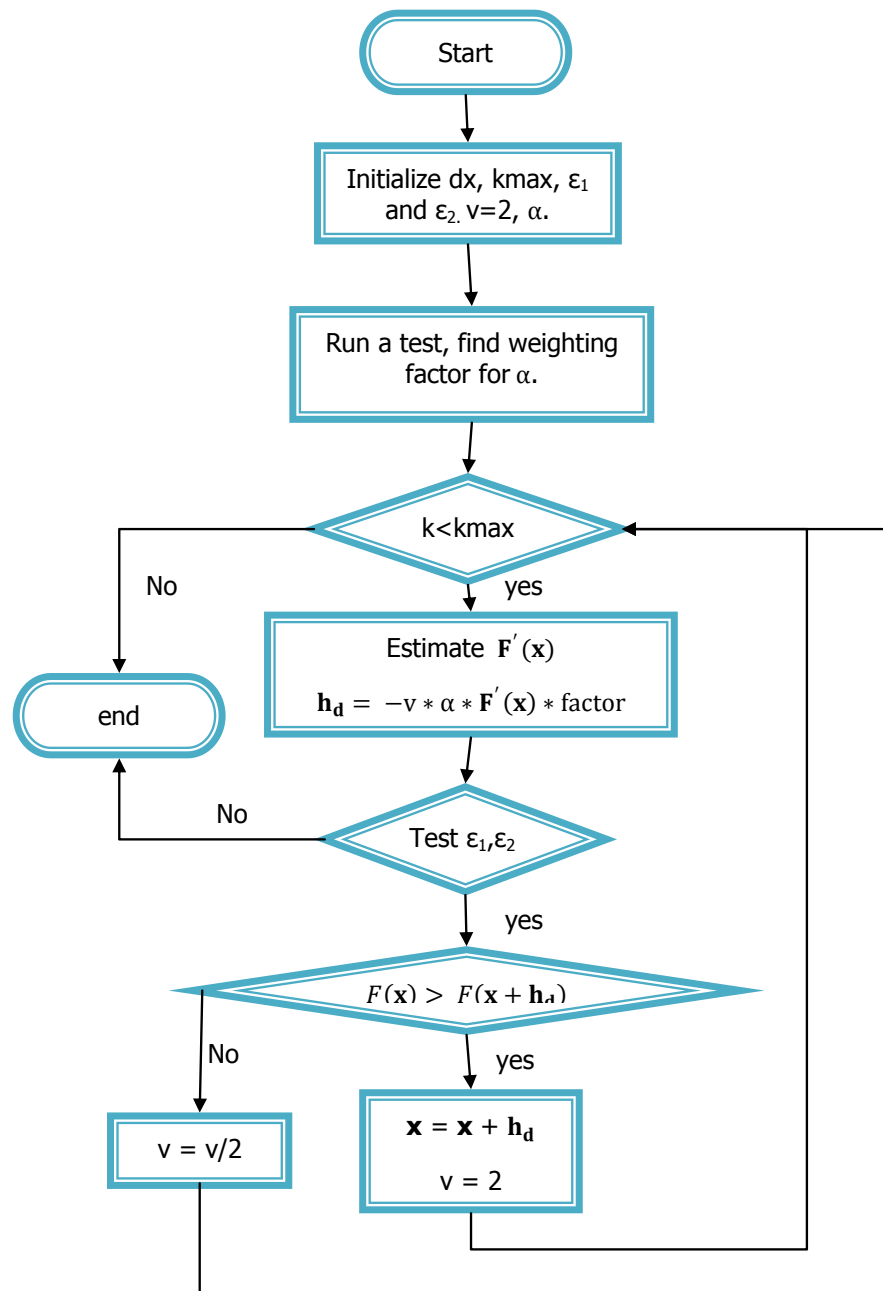 Start
Initialize dx, kmax, ε₁
and ε₂. v=2, α.
Run a test, find weighting
factor for α.
k<kmax
No
yes
Estimate 𝐅′(𝐱)
𝐡𝐝 = −v ∗ α ∗ 𝐅′(𝐱) ∗ factor
end
No
Test ε₁,ε₂
yes
𝐹(𝐱) > 𝐹(𝐱 + 𝐡𝐝)
No
yes
v = v/2
𝐱 = 𝐱 + 𝐡𝐝
v = 2